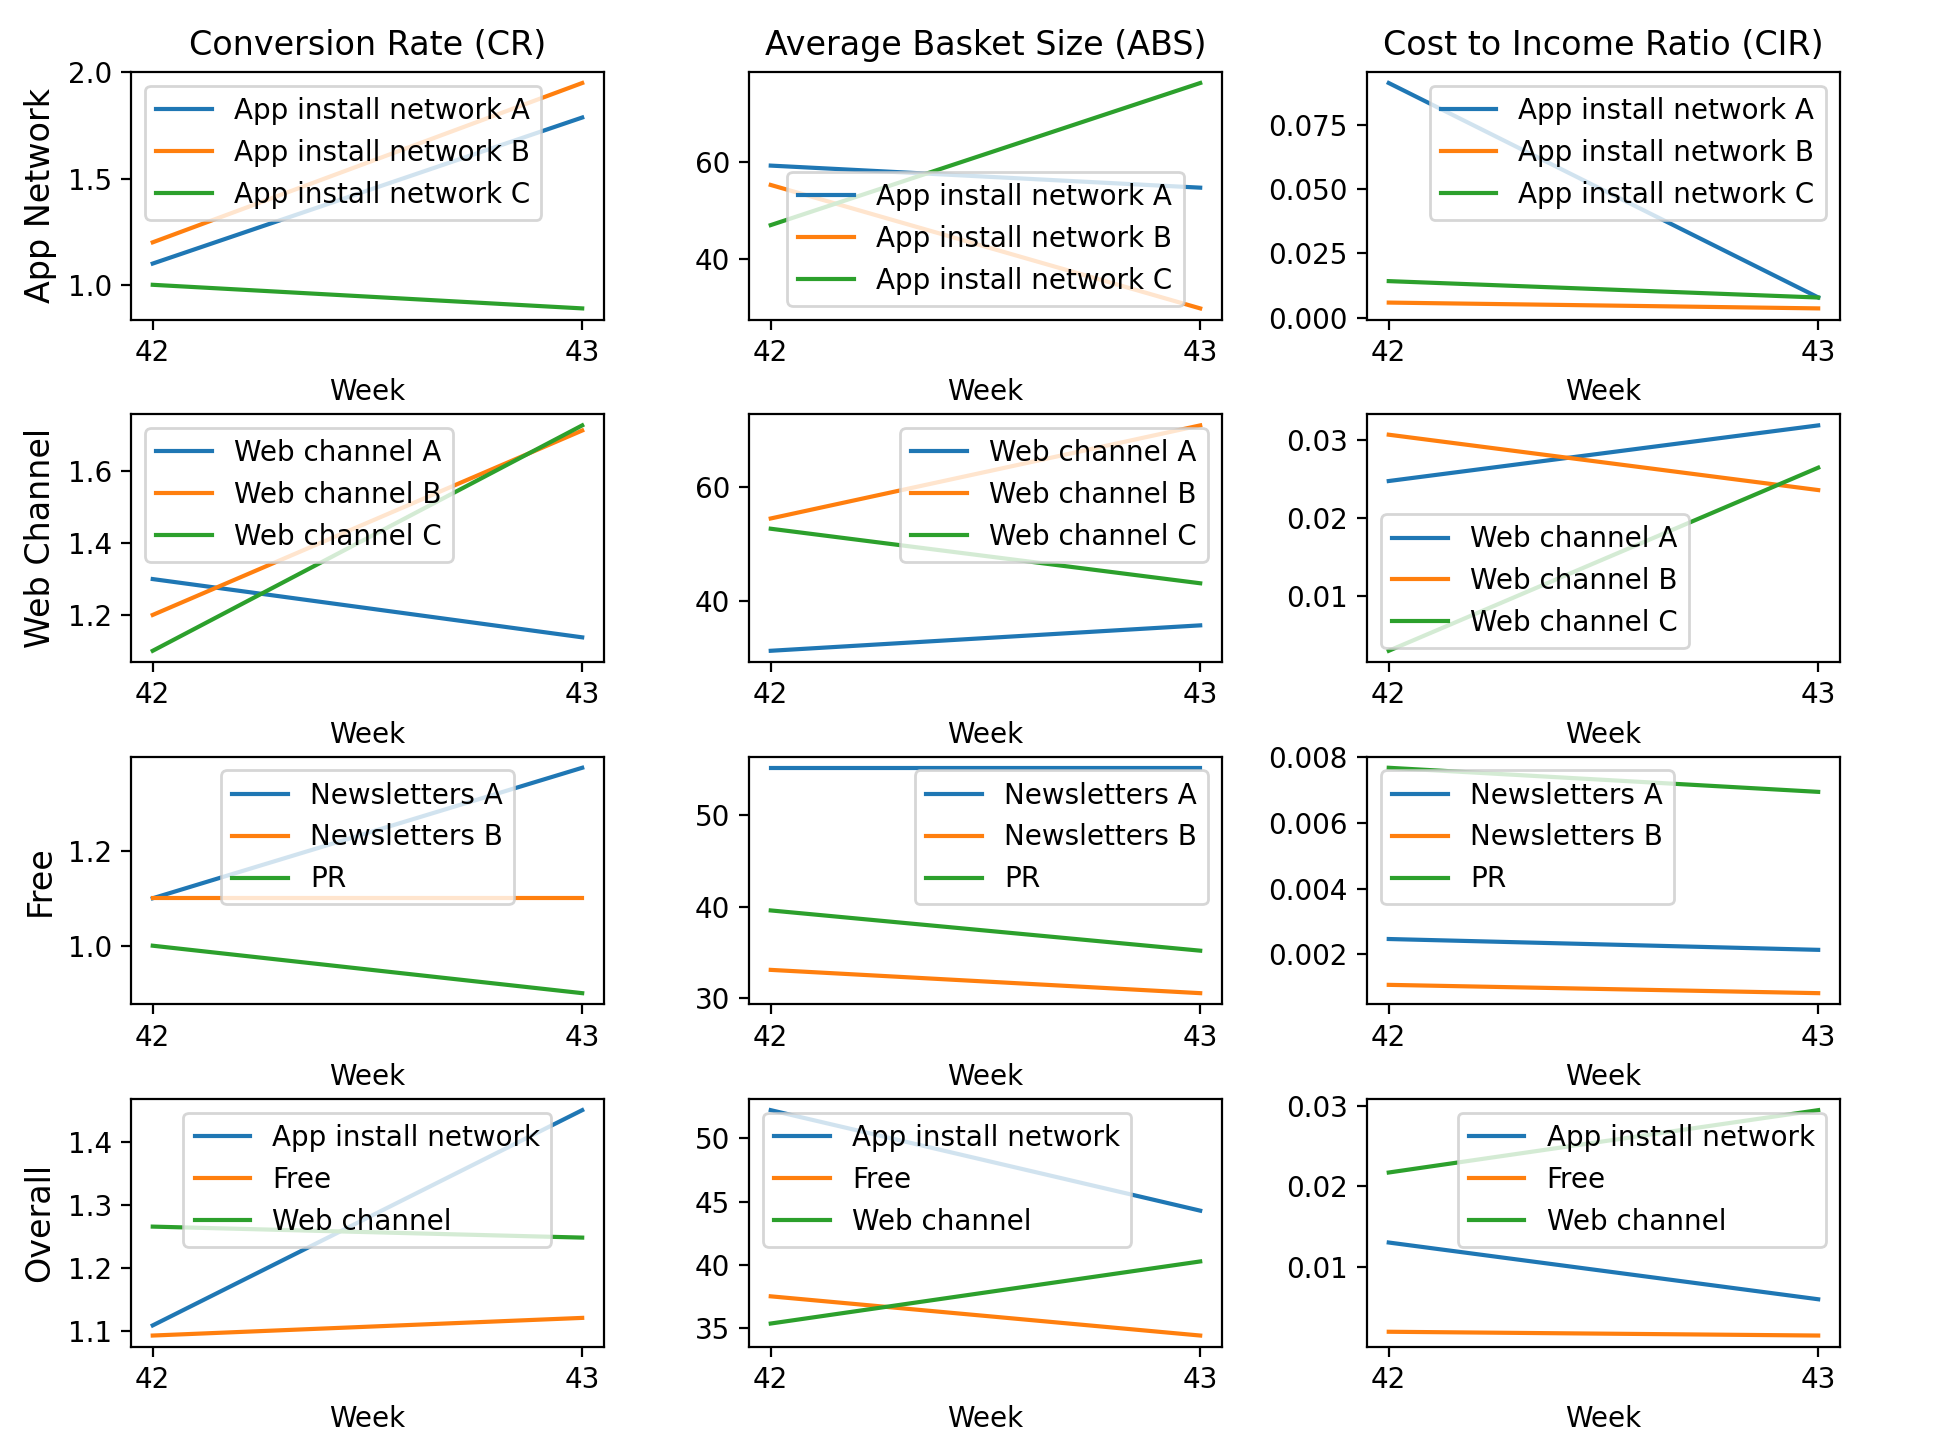 Conversion Rate (CR)
Average Basket Size (ABS)
Cost to Income Ratio (CIR)
App Network
2.0
1.5
1.0
App install network A
App install network B
App install network C
42
43
Week
60
40
App install network A
App install network B
App install network C
42
43
Week
0.075
0.050
0.025
0.000
App install network A
App install network B
App install network C
42
43
Week
Web Channel
1.6
1.4
1.2
Web channel A
Web channel B
Web channel C
42
43
Week
60
40
Web channel A
Web channel B
Web channel C
42
43
Week
0.03
0.02
0.01
Web channel A
Web channel B
Web channel C
42
43
Week
Free
1.2
1.0
Newsletters A
Newsletters B
PR
42
43
Week
50
40
30
Newsletters A
Newsletters B
PR
42
43
Week
0.008
0.006
0.004
0.002
Newsletters A
Newsletters B
PR
42
43
Week
Overall
1.4
1.3
1.2
1.1
App install network
Free
Web channel
42
43
Week
50
45
40
35
App install network
Free
Web channel
42
43
Week
0.03
0.02
0.01
App install network
Free
Web channel
42
43
Week